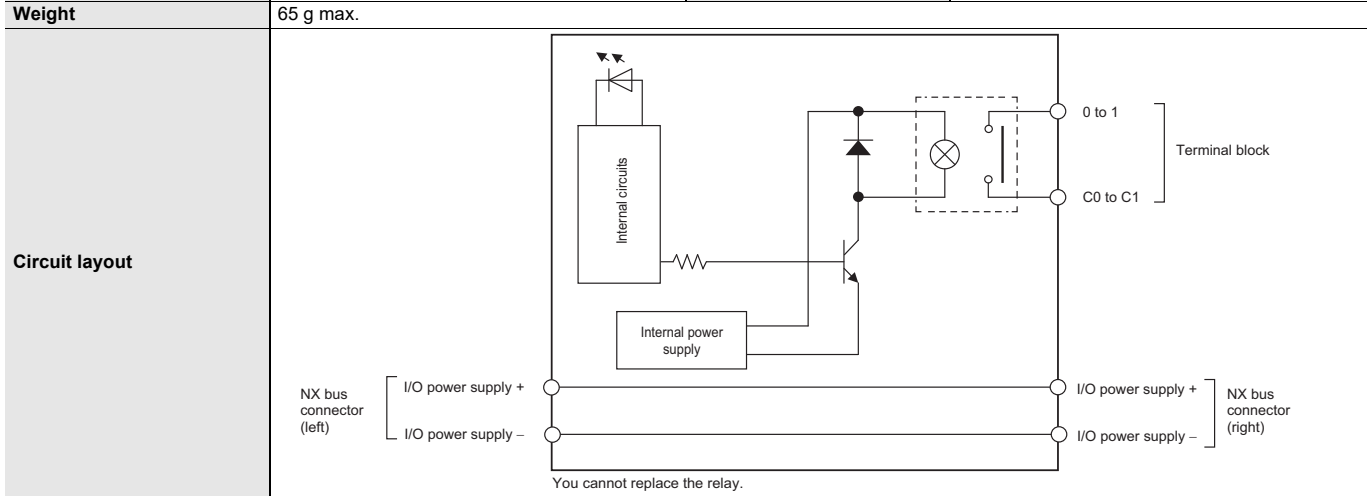 Weight
65 g max.
Circuit layout
Internal circuits
0 to 1
Terminal block
C0 to C1
Internal power
supply
NX bus
connector
(left)
I/O power supply +
I/O power supply –
I/O power supply +
I/O power supply –
NX bus
connector
(right)
You cannot replace the relay.